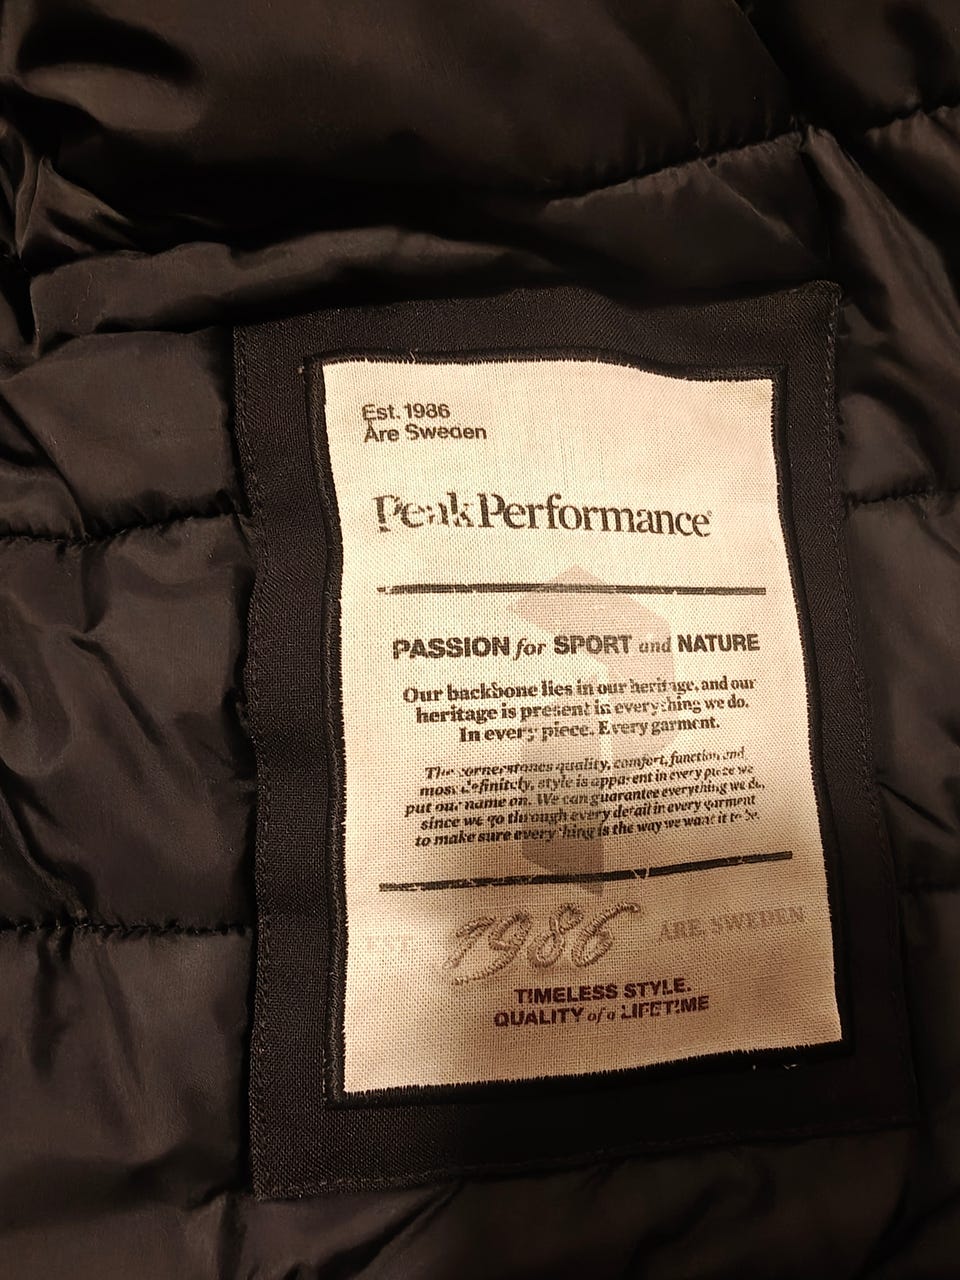 Est. 1986
Åre Sweden
Peak Performance®
PASSION for SPORT and NATURE
Our backbone lies in our heritage, and our
heritage is present in everything we do.
In every piece. Every garment.
The cornerstones quality, comfort, function and
most definitely, style is apparent in every piece we
put our name on. We can guarantee everything we do,
since we go through every detail in every garment
to make sure everything is the way we want it to be.
EST. 1986 ÅRE, SWEDEN
TIMELESS STYLE.
QUALITY of a LIFETIME